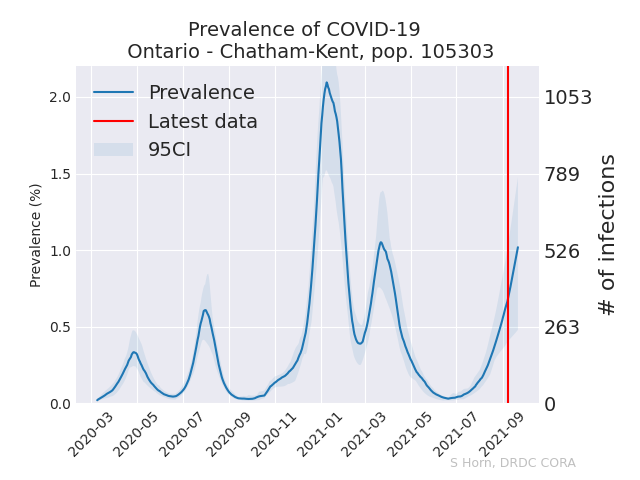 Prevalence of COVID-19
Ontario - Chatham-Kent, pop. 105303
Prevalence
Latest data
95CI
Prevalence (%)
2.0
1.5
1.0
0.5
0.0
1053
789
526
263
0
# of infections
2020-03
2020-05
2020-07
2020-09
2020-11
2021-01
2021-03
2021-05
2021-07
2021-09
S Horn, DRDC CORA